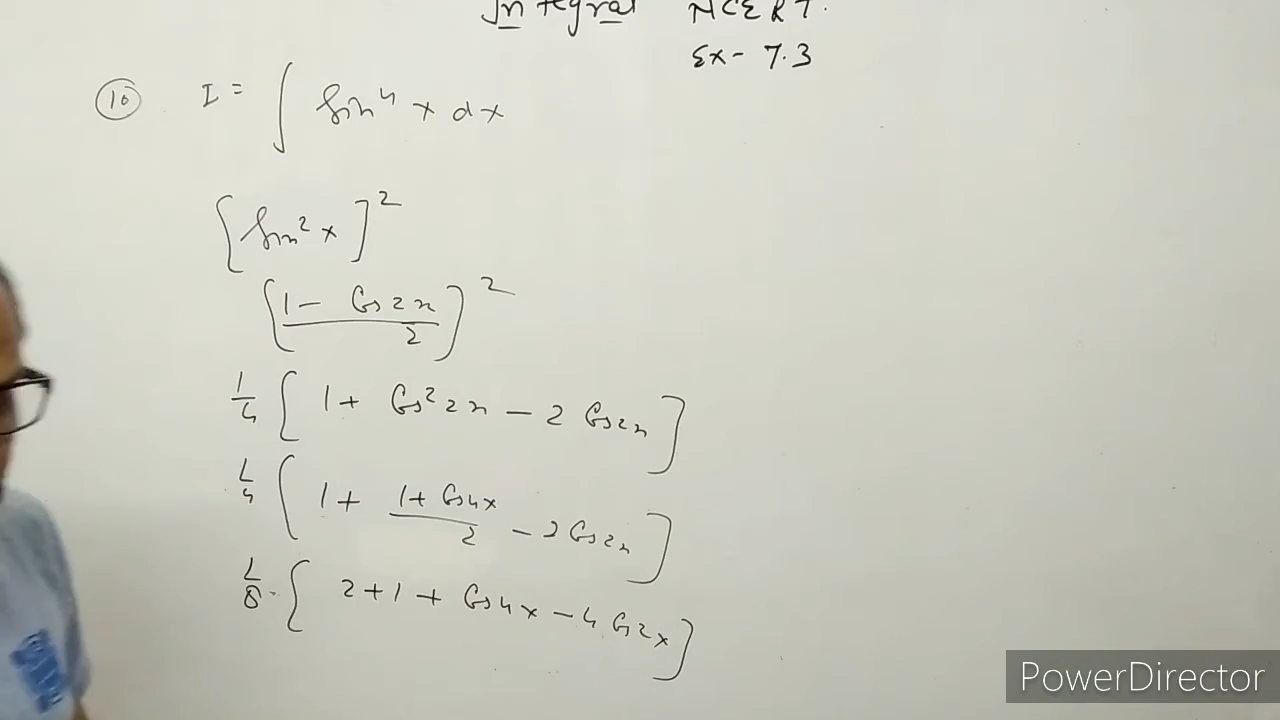 Integral NCERT.
Ex- 7.3
(10) I = ∫ sin⁴ x dx
[sin² x]²
[(1 - Cos 2x)/2]²
1/4 [1 + Cos² 2x - 2 Cos 2x]
1/4 [1 + (1 + Cos 4x)/2 - 2 Cos 2x]
1/8 [2 + 1 + Cos 4x - 4 Cos 2x]
PowerDirector